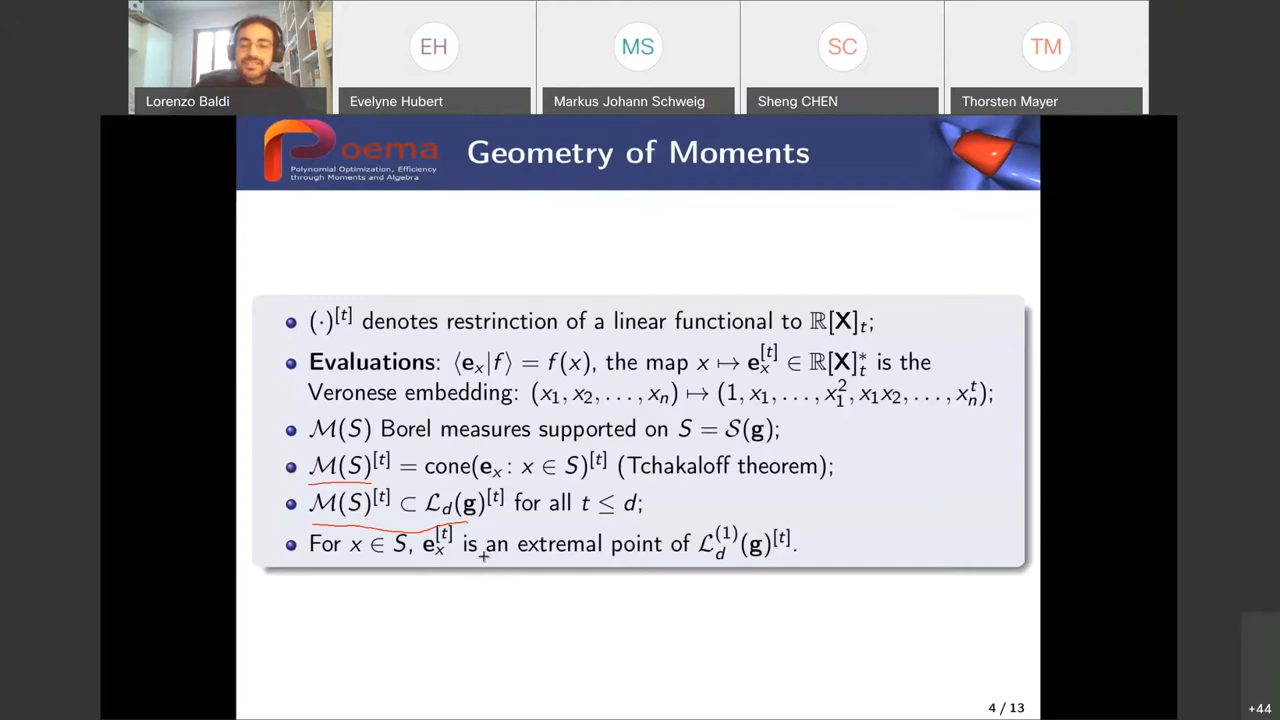 EH
MS
SC
TM
Lorenzo Baldi
Evelyne Hubert
Markus Johann Schweig
Sheng CHEN
Thorsten Mayer
Poema
Polynomial Optimization, Efficiency
through Moments and Algebra
Geometry of Moments
(·)^[t] denotes restrinction of a linear functional to ℝ[X]_t;
Evaluations: ⟨e_x|f⟩ = f(x), the map x ↦ e_x^[t] ∈ ℝ[X]_t^* is the
Veronese embedding: (x_1, x_2, . . . , x_n) ↦ (1, x_1, . . . , x_1^2, x_1x_2, . . . , x_n^t);
ℳ(S) Borel measures supported on S = 𝒮(g);
ℳ(S)^[t] = cone(e_x : x ∈ S)^[t] (Tchakaloff theorem);
ℳ(S)^[t] ⊂ ℒ_d(g)^[t] for all t ≤ d;
For x ∈ S, e_x^[t] is an extremal point of ℒ_d^(1)(g)^[t].
4 / 13
+44